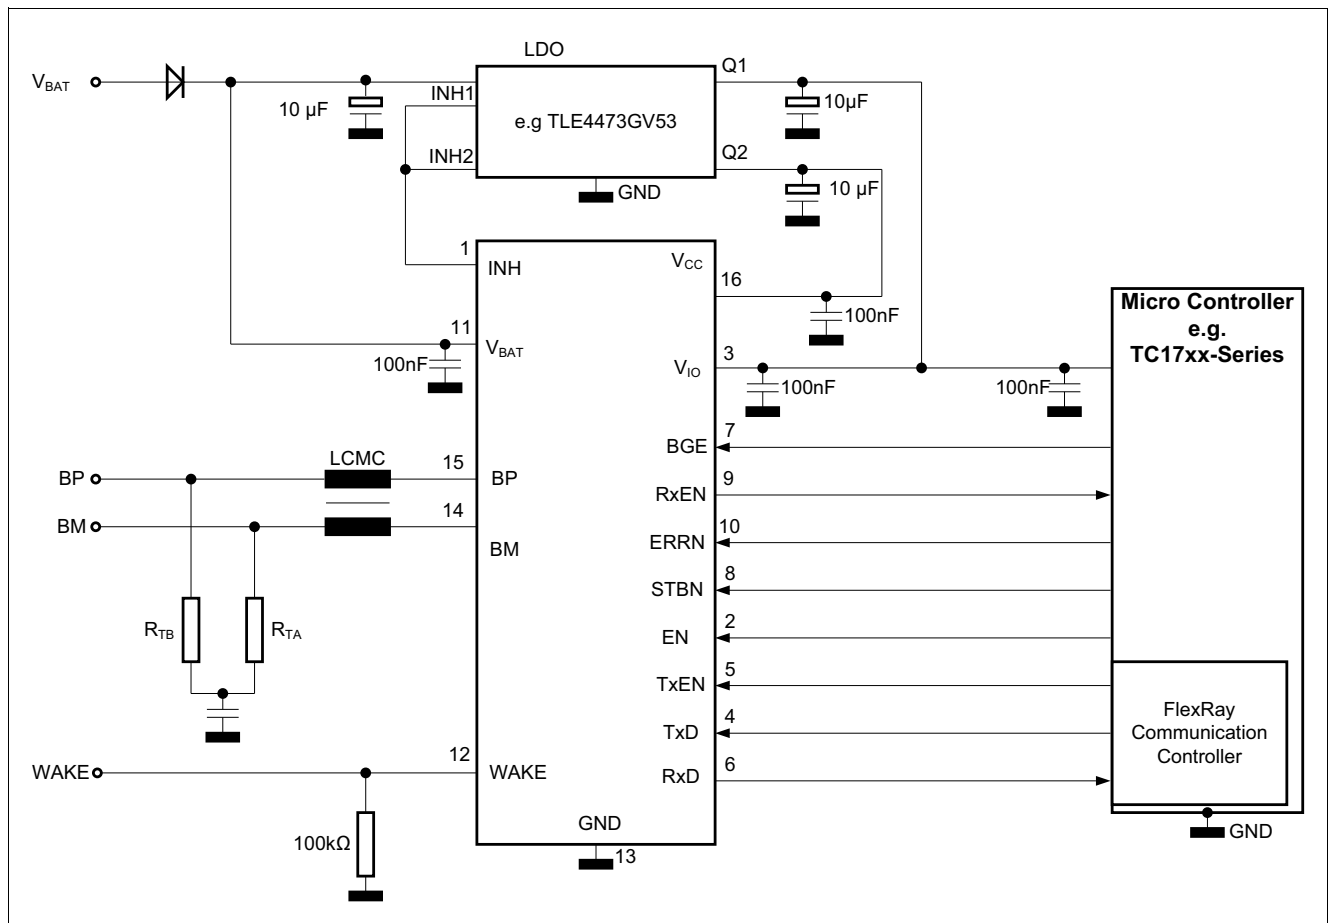 LDO
V_BAT
10 µF
INH1
INH2
e.g TLE4473GV53
Q1
10µF
Q2
10 µF
GND
1
INH
V_CC
16
100nF
11
V_BAT
100nF
3
V_IO
100nF
100nF
Micro Controller
e.g.
TC17xx-Series
7
BGE
BP
LCMC
15
BP
9
RxEN
BM
14
BM
10
ERRN
8
STBN
R_TB
R_TA
2
EN
5
TxEN
4
TxD
6
RxD
FlexRay
Communication
Controller
WAKE
12
WAKE
100kΩ
GND
13
GND